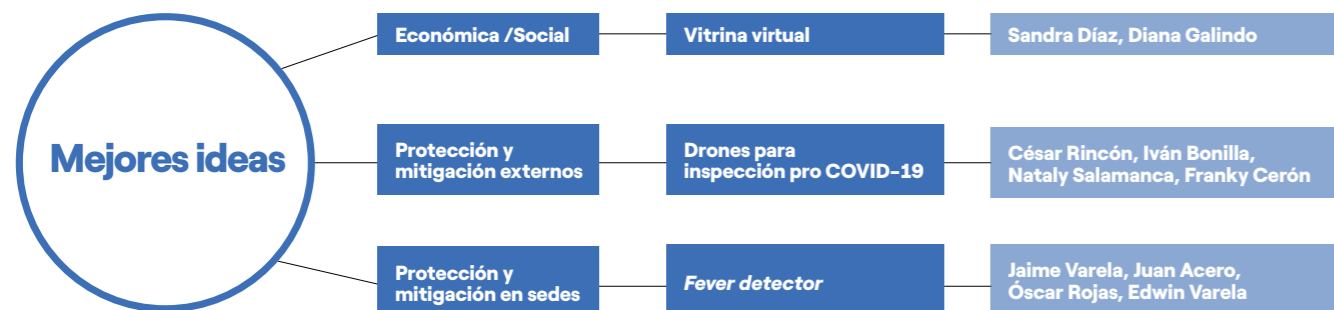 Mejores ideas
Económica /Social
Vitrina virtual
Sandra Díaz, Diana Galindo
Protección y
mitigación externos
Drones para
inspección pro COVID-19
César Rincón, Iván Bonilla,
Nataly Salamanca, Franky Cerón
Protección y
mitigación en sedes
Fever detector
Jaime Varela, Juan Acero,
Óscar Rojas, Edwin Varela